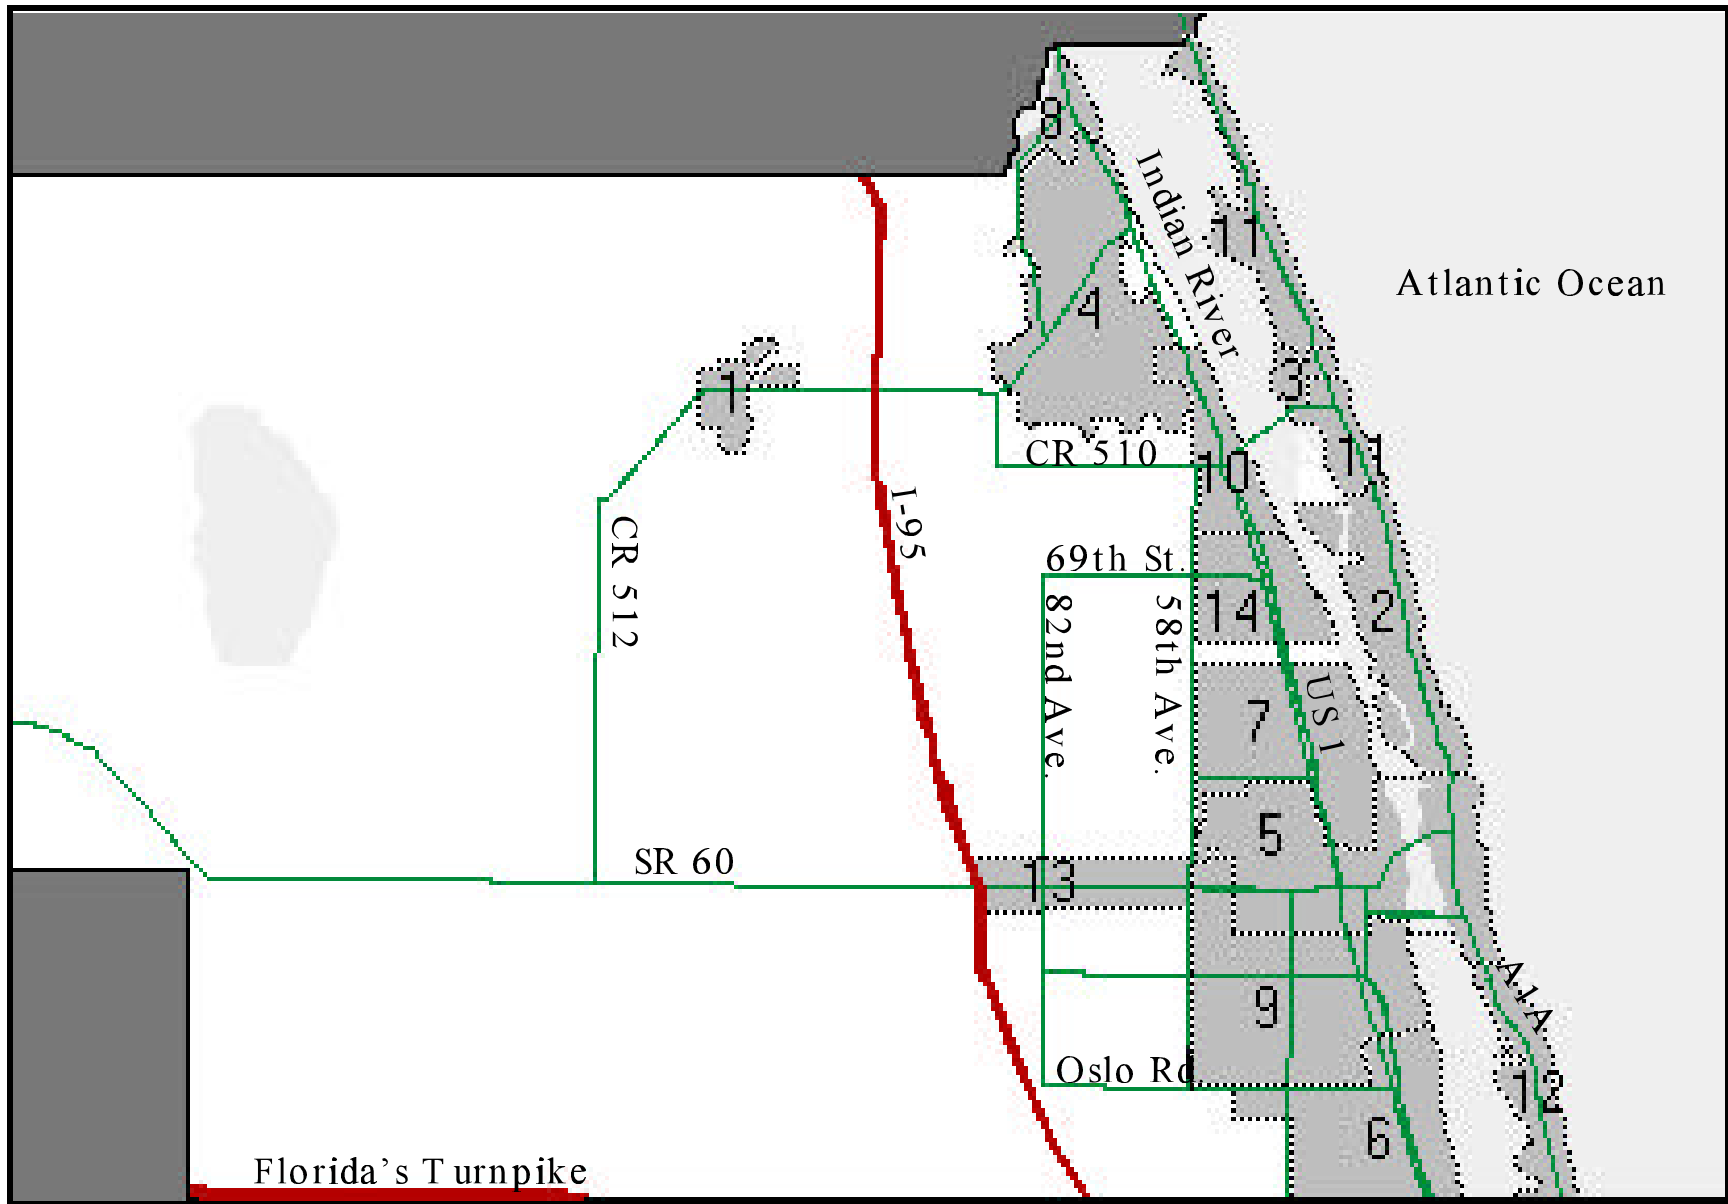 8
Indian River
11
Atlantic Ocean
4
1
3
CR 510
10
11
I-95
CR 512
69th St.
82nd Ave.
58th Ave.
14
2
US 1
7
5
SR 60
13
A1A
9
Oslo Rd.
12
6
Florida's Turnpike